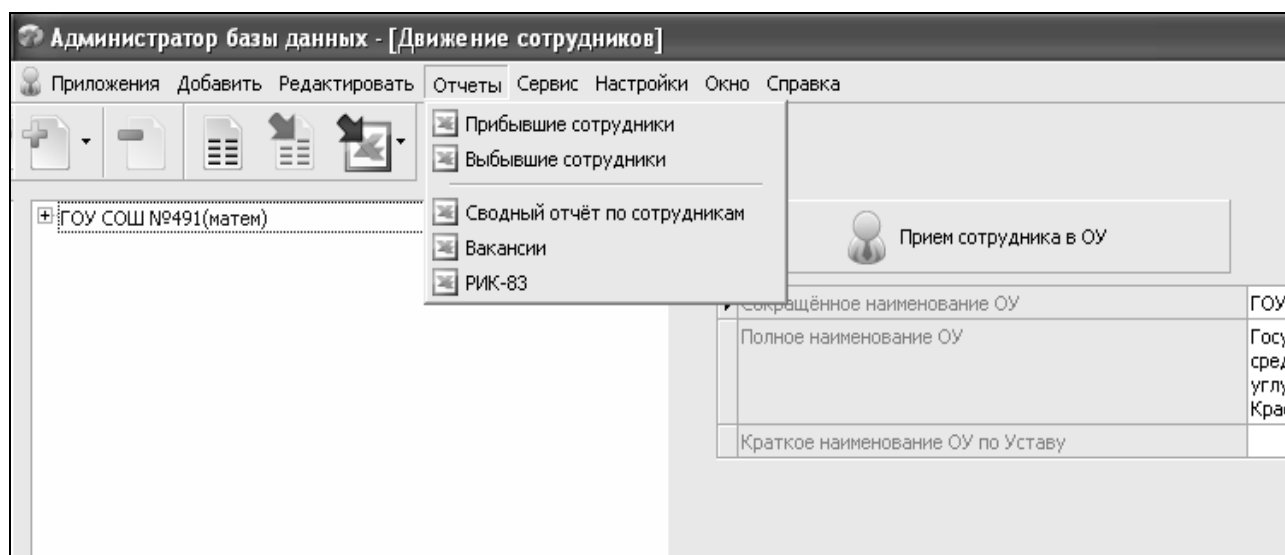 Администратор базы данных - [Движение сотрудников]
Приложения Добавить Редактировать Отчеты Сервис Настройки Окно Справка
Прибывшие сотрудники
Выбывшие сотрудники
Сводный отчёт по сотрудникам
Вакансии
РИК-83
ГОУ СОШ №491(матем)
Прием сотрудника в ОУ
Сокращённое наименование ОУ ГОУ
Полное наименование ОУ
Госу
сред
углу
Крас
Краткое наименование ОУ по Уставу